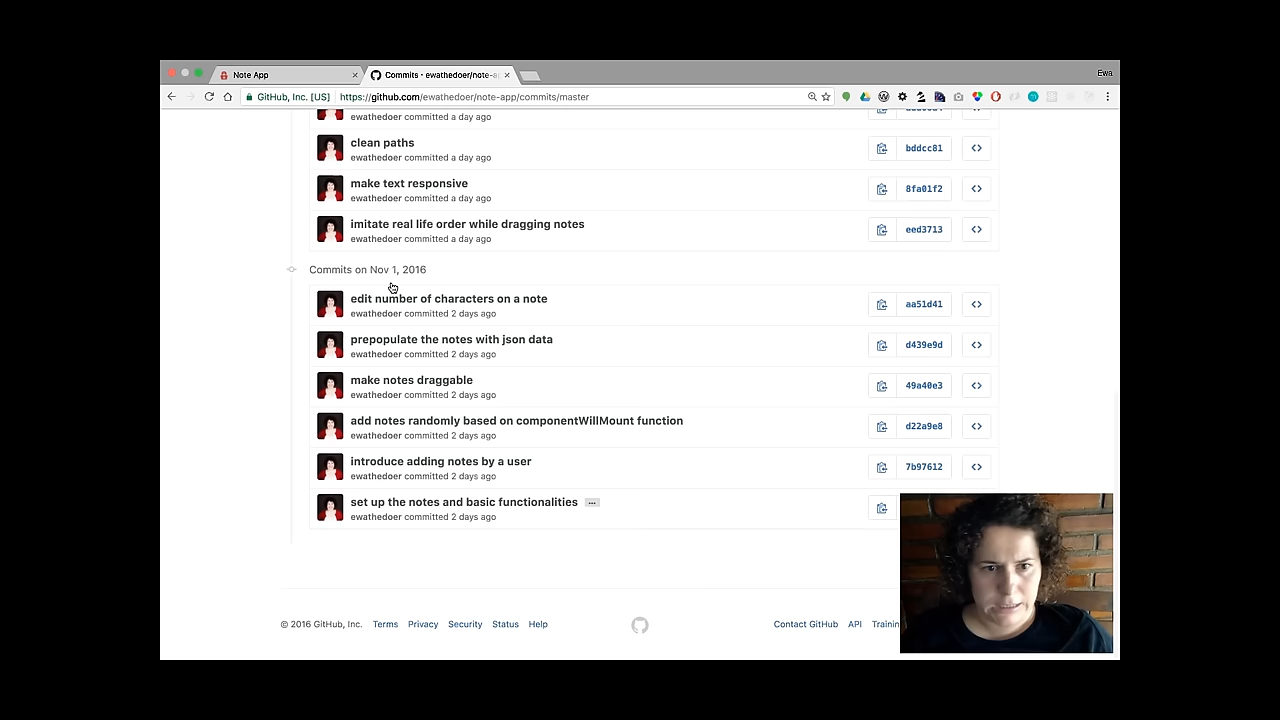 Note App
Commits · ewathedoer/note-a
Ewa
GitHub, Inc. [US]
https://github.com/ewathedoer/note-app/commits/master
ewathedoer committed a day ago
clean paths
bddcc81
ewathedoer committed a day ago
make text responsive
8fa01f2
ewathedoer committed a day ago
imitate real life order while dragging notes
eed3713
ewathedoer committed a day ago
Commits on Nov 1, 2016
edit number of characters on a note
aa51d41
ewathedoer committed 2 days ago
prepopulate the notes with json data
d439e9d
ewathedoer committed 2 days ago
make notes draggable
49a40e3
ewathedoer committed 2 days ago
add notes randomly based on componentWillMount function
d22a9e8
ewathedoer committed 2 days ago
introduce adding notes by a user
7b97612
ewathedoer committed 2 days ago
set up the notes and basic functionalities
ewathedoer committed 2 days ago
© 2016 GitHub, Inc. Terms Privacy Security Status Help
Contact GitHub API Trainin